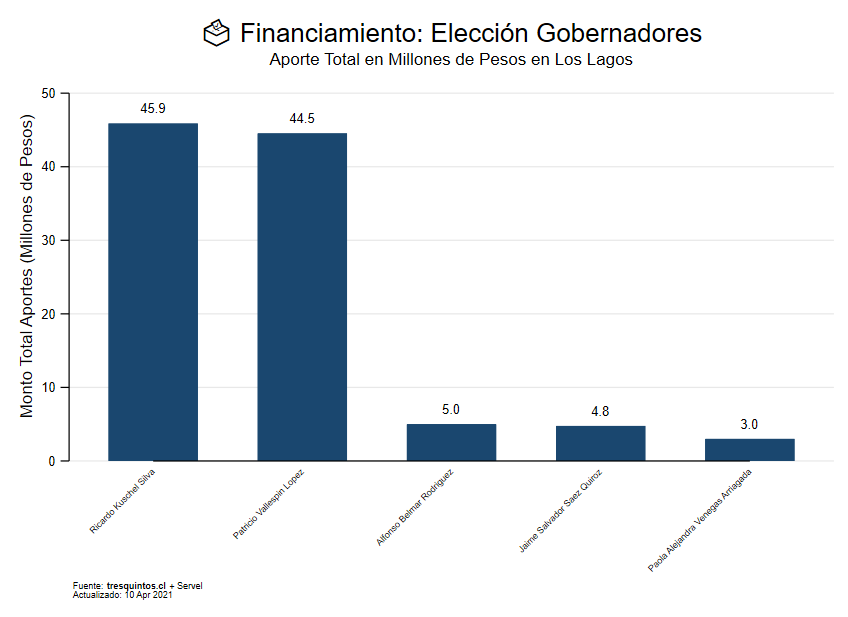 Financiamiento: Elección Gobernadores
Aporte Total en Millones de Pesos en Los Lagos
Monto Total Aportes (Millones de Pesos)
50
40
30
20
10
0
45.9
44.5
5.0
4.8
3.0
Ricardo Kuschel Silva
Patricio Vallespin Lopez
Alfonso Belmar Rodriguez
Jaime Salvador Saez Quiroz
Paola Alejandra Venegas Arriagada
Fuente: tresquintos.cl + Servel
Actualizado: 10 Apr 2021